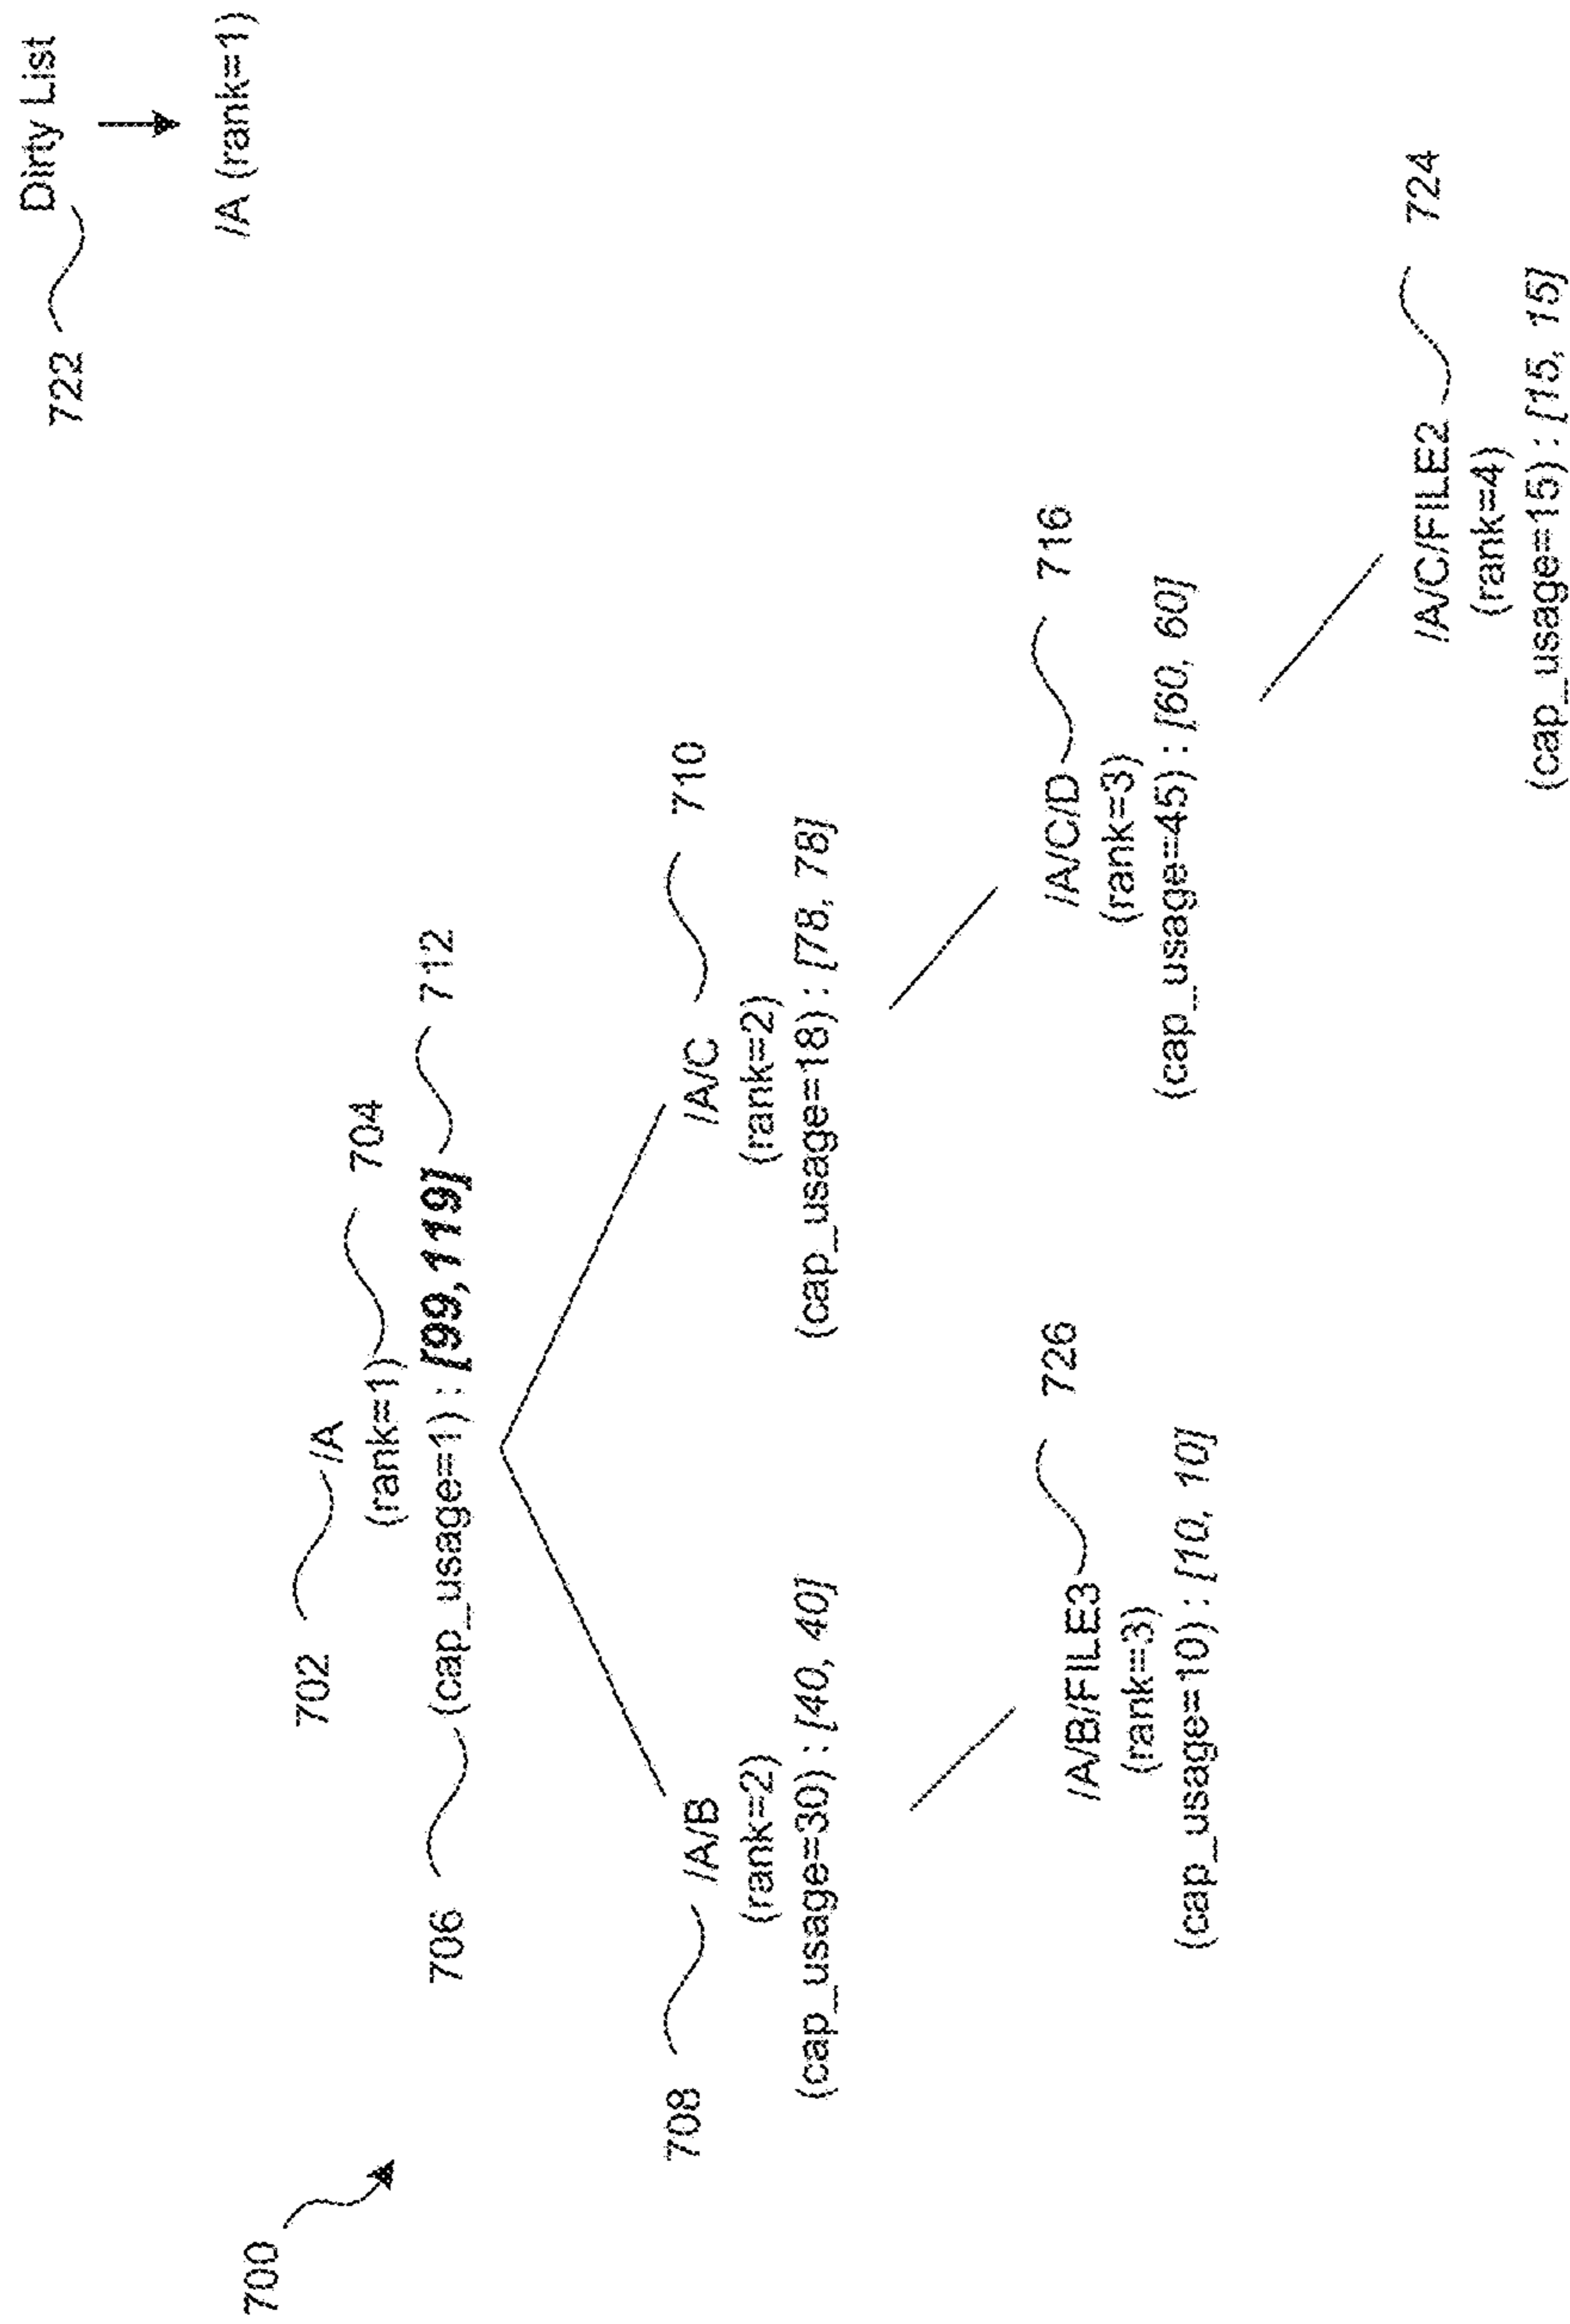 700
722
Dirty List
/A (rank=1)
702
/A
(rank=1)
704
706
(cap_usage=1) : [99,119]
712
708
/A/B
(rank=2)
(cap_usage=30) : [40, 40]
/A/C
710
(rank=2)
(cap_usage=18) : [78, 78]
/A/B/FILE3
726
(rank=3)
(cap_usage=10) : [10, 10]
/A/C/D
716
(rank=3)
(cap_usage=45) : [60, 60]
/A/C/FILE2
724
(rank=4)
(cap_usage=15) : [15, 15]